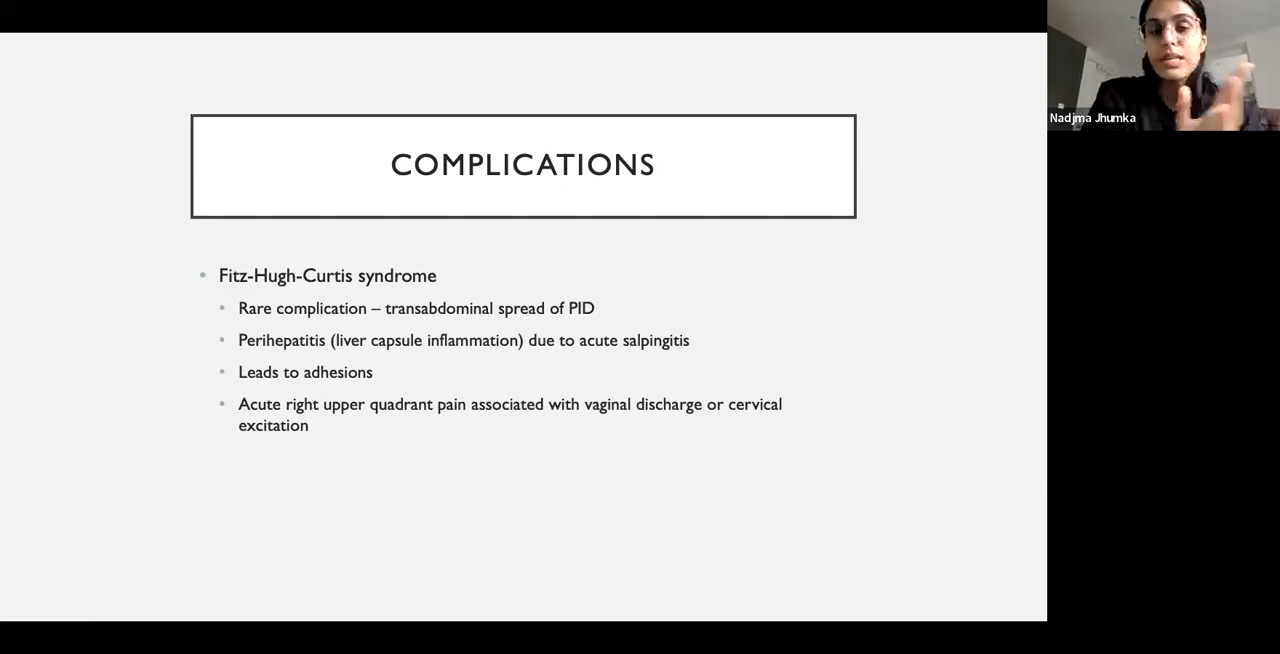 COMPLICATIONS
Fitz-Hugh-Curtis syndrome
Rare complication – transabdominal spread of PID
Perihepatitis (liver capsule inflammation) due to acute salpingitis
Leads to adhesions
Acute right upper quadrant pain associated with vaginal discharge or cervical
excitation
Nadjma Jhumka